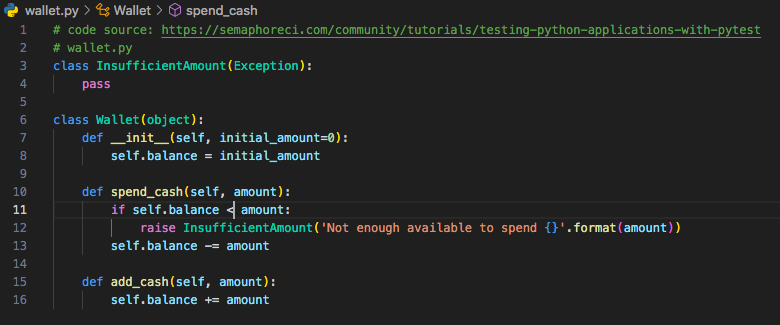 wallet.py > Wallet > spend_cash
1 # code source: https://semaphoreci.com/community/tutorials/testing-python-applications-with-pytest
2 # wallet.py
3 class InsufficientAmount(Exception):
4     pass
5
6 class Wallet(object):
7     def __init__(self, initial_amount=0):
8         self.balance = initial_amount
9
10     def spend_cash(self, amount):
11         if self.balance < amount:
12             raise InsufficientAmount('Not enough available to spend {}'.format(amount))
13         self.balance -= amount
14
15     def add_cash(self, amount):
16         self.balance += amount